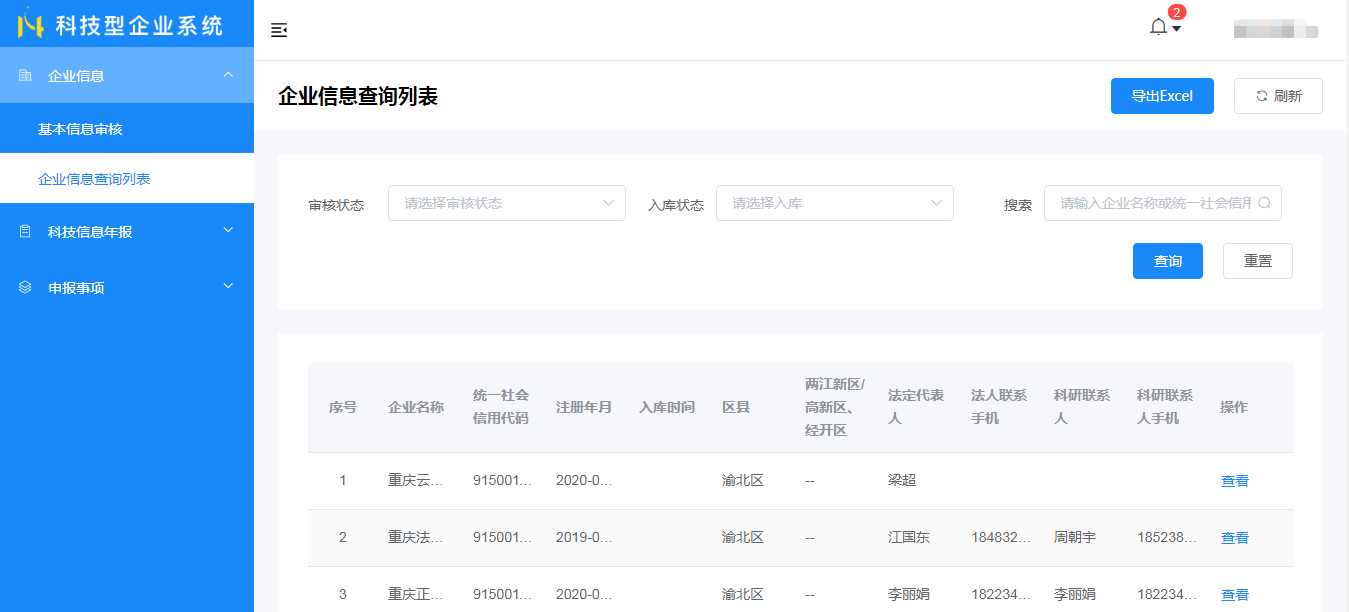 科技型企业系统
2
企业信息
基本信息审核
企业信息查询列表
科技信息年报
申报事项
企业信息查询列表
导出Excel
刷新
审核状态
请选择审核状态
入库状态
请选择入库
搜索
请输入企业名称或统一社会信用
查询
重置
序号 企业名称 统一社会信用代码 注册年月 入库时间 区县 两江新区/高新区、经开区 法定代表人 法人联系手机 科研联系人 科研联系人手机 操作
1 重庆云... 915001... 2020-0... 渝北区 -- 梁超 查看
2 重庆法... 915001... 2019-0... 渝北区 -- 江国东 184832... 周朝宇 185238... 查看
3 重庆正... 915001... 2020-0... 渝北区 -- 李丽娟 182234... 李丽娟 182234... 查看